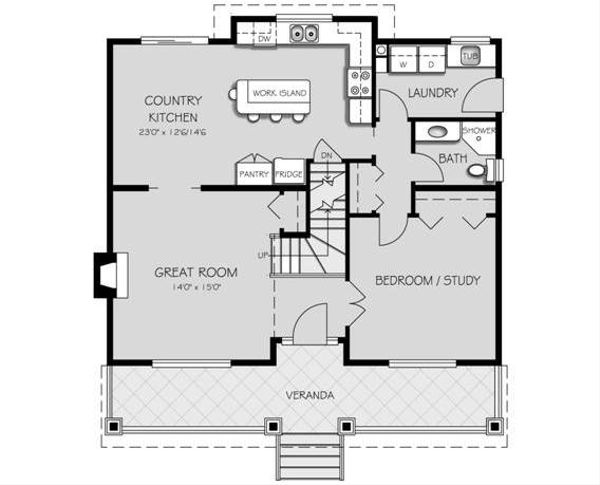 DW
W
D
TUB
LAUNDRY
WORK ISLAND
COUNTRY
KITCHEN
23'0" x 12'6/14'6
SHOWER
BATH
DN
PANTRY
FRIDGE
UP
GREAT ROOM
14'0" x 15'0"
BEDROOM / STUDY
VERANDA